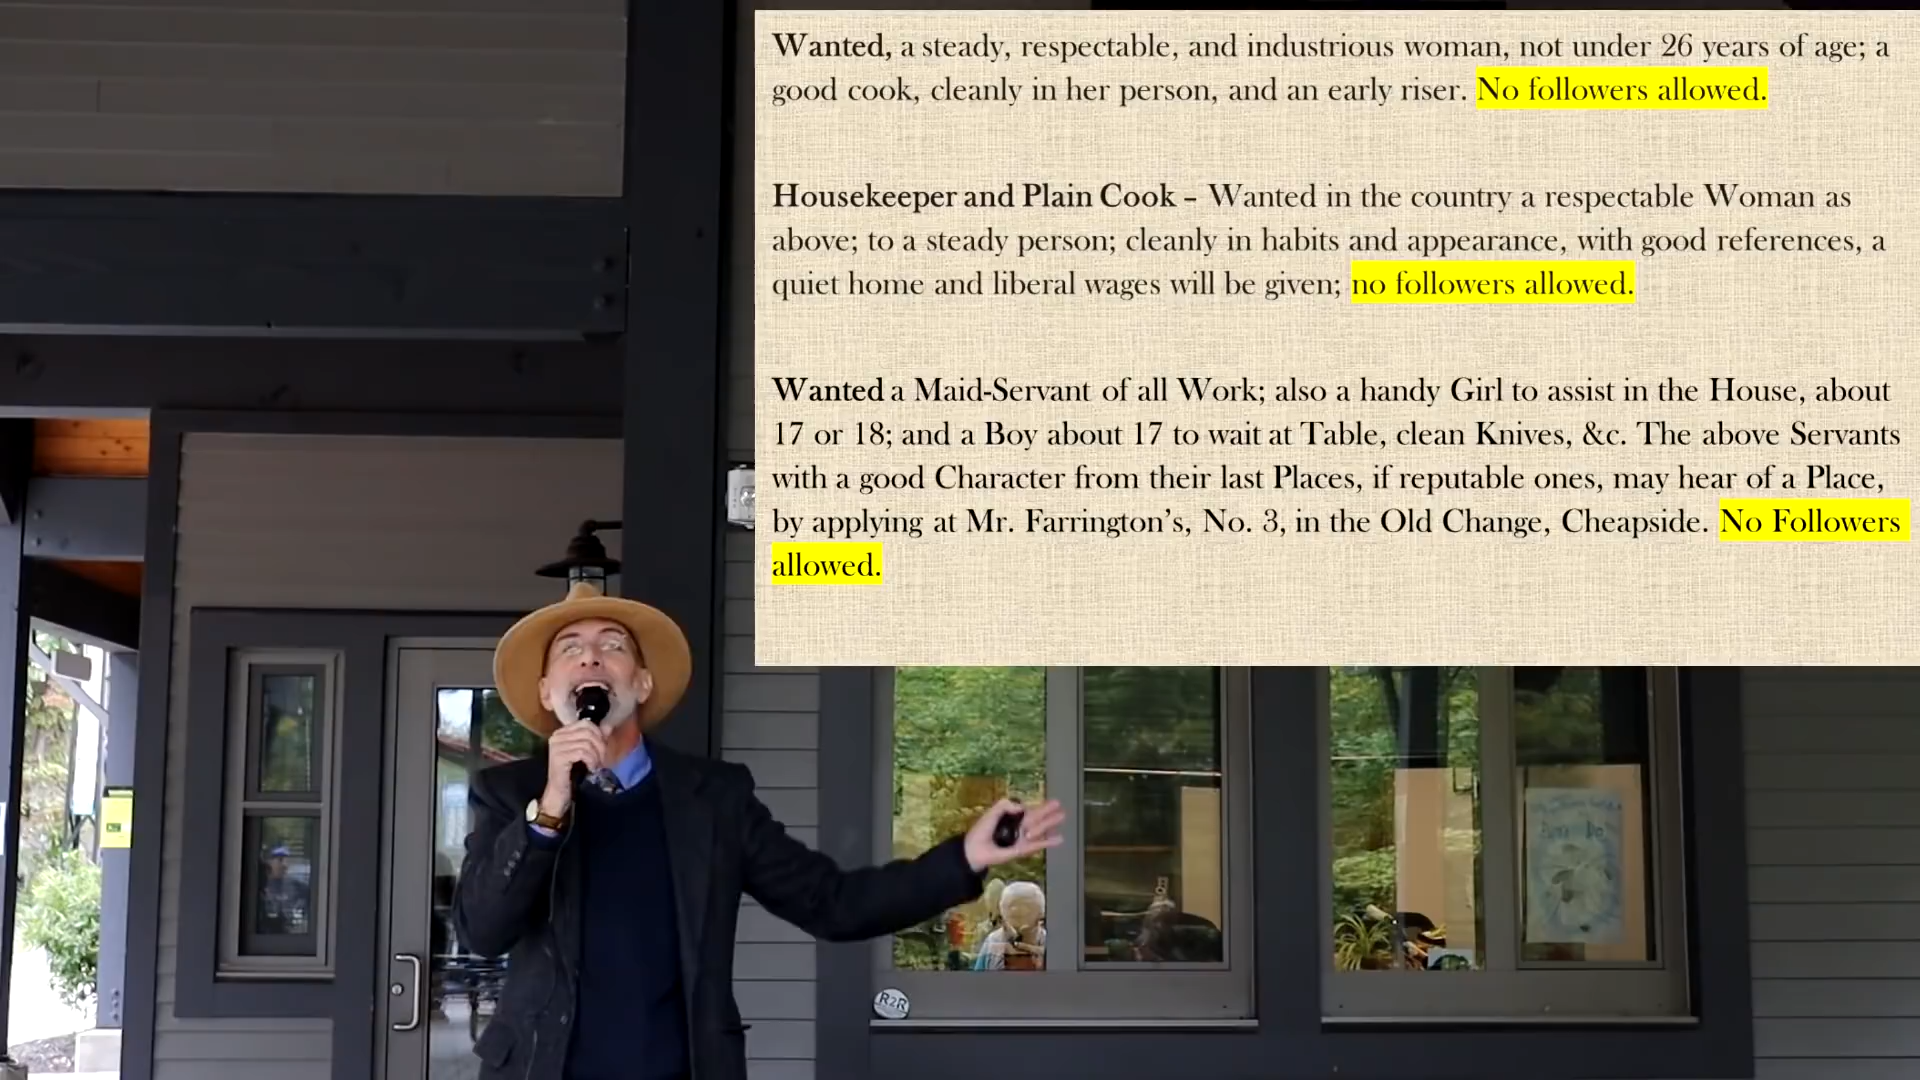 Wanted, a steady, respectable, and industrious woman, not under 26 years of age; a
good cook, cleanly in her person, and an early riser. No followers allowed.
Housekeeper and Plain Cook – Wanted in the country a respectable Woman as
above; to a steady person; cleanly in habits and appearance, with good references, a
quiet home and liberal wages will be given; no followers allowed.
Wanted a Maid-Servant of all Work; also a handy Girl to assist in the House, about
17 or 18; and a Boy about 17 to wait at Table, clean Knives, &c. The above Servants
with a good Character from their last Places, if reputable ones, may hear of a Place,
by applying at Mr. Farrington's, No. 3, in the Old Change, Cheapside. No Followers
allowed.
R2R